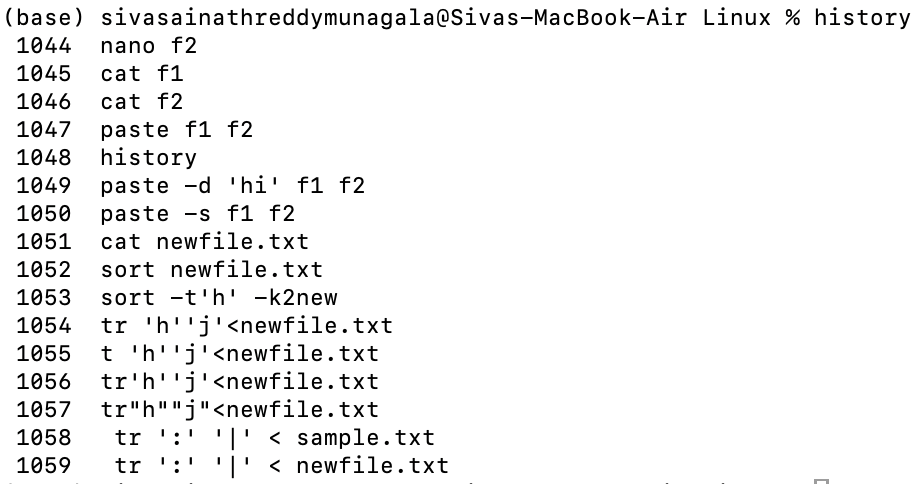 (base) sivasainathreddymunagala@Sivas-MacBook-Air Linux % history
1044  nano f2
1045  cat f1
1046  cat f2
1047  paste f1 f2
1048  history
1049  paste -d 'hi' f1 f2
1050  paste -s f1 f2
1051  cat newfile.txt
1052  sort newfile.txt
1053  sort -t'h' -k2new
1054  tr 'h''j'<newfile.txt
1055  t 'h''j'<newfile.txt
1056  tr'h''j'<newfile.txt
1057  tr"h""j"<newfile.txt
1058   tr ':' '|' < sample.txt
1059   tr ':' '|' < newfile.txt